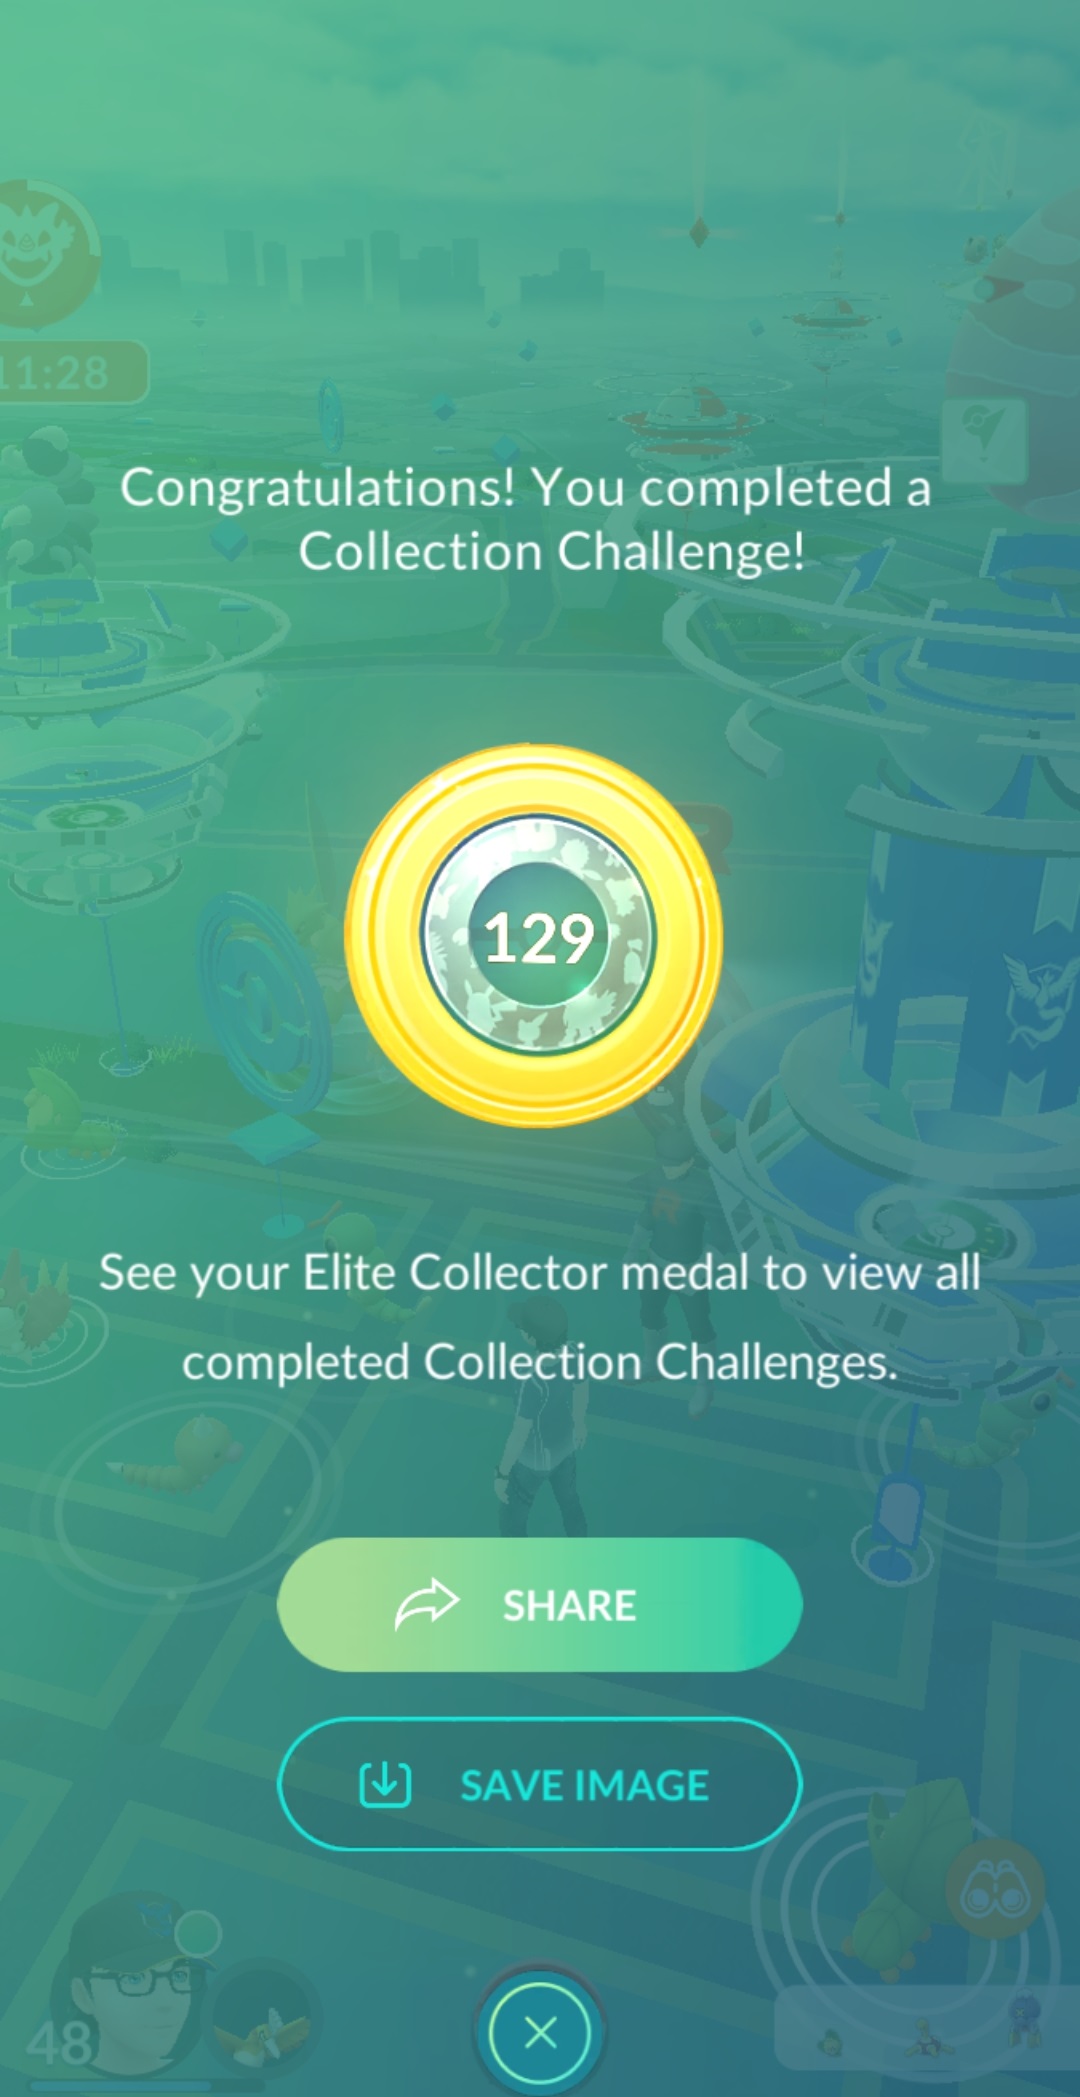 11:28
Congratulations! You completed a
Collection Challenge!
129
See your Elite Collector medal to view all
completed Collection Challenges.
SHARE
SAVE IMAGE
48